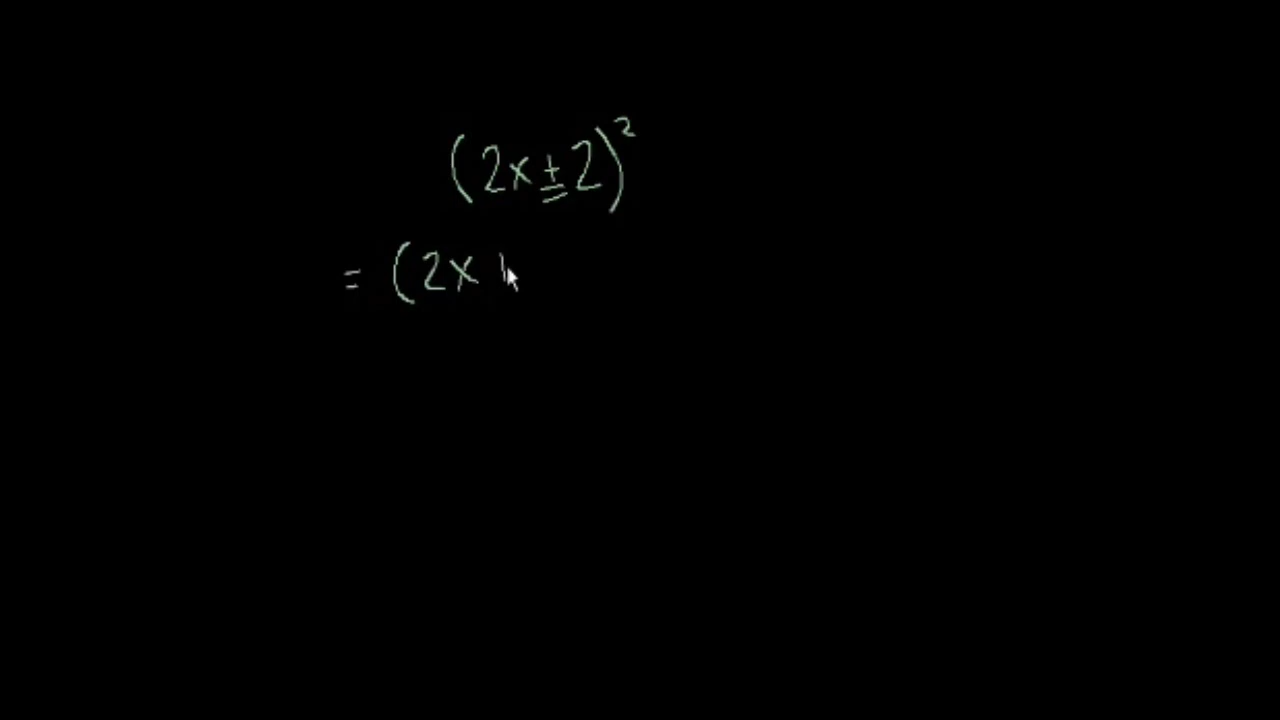 (2x ± 2)²
= (2x